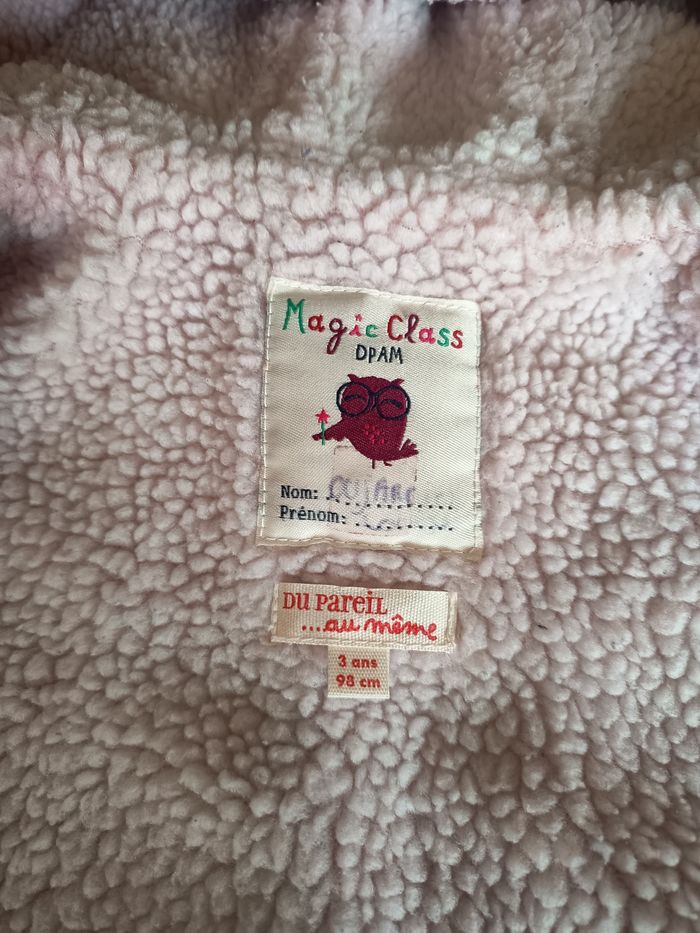 Magic Class
DPAM
Nom:
Prénom:
DU PAREIL
...au même
3 ans
98 cm